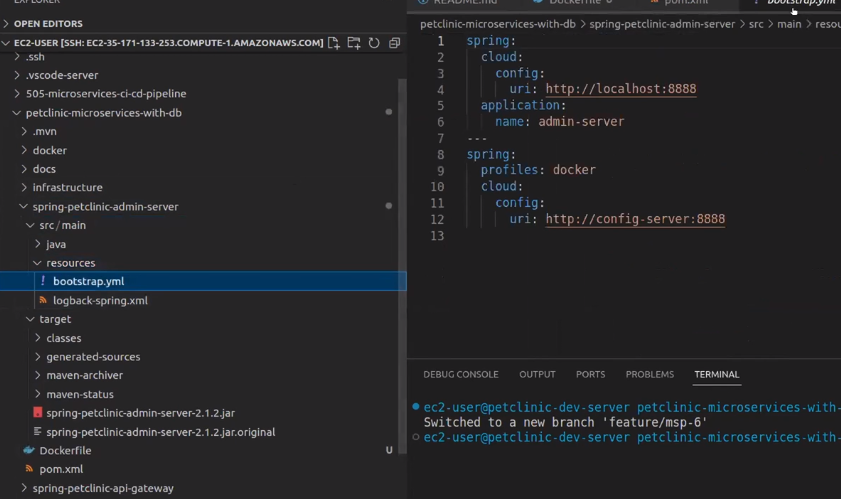 EXPLORER
OPEN EDITORS
EC2-USER [SSH: EC2-35-171-133-253.COMPUTE-1.AMAZONAWS.COM]
.ssh
.vscode-server
505-microservices-ci-cd-pipeline
petclinic-microservices-with-db
.mvn
docker
docs
infrastructure
spring-petclinic-admin-server
src/main
java
resources
! bootstrap.yml
logback-spring.xml
target
classes
generated-sources
maven-archiver
maven-status
spring-petclinic-admin-server-2.1.2.jar
spring-petclinic-admin-server-2.1.2.jar.original
Dockerfile U
pom.xml
spring-petclinic-api-gateway
README.md Dockerfile 6 pom.xml ! bootstrap.yml
petclinic-microservices-with-db > spring-petclinic-admin-server > src > main > resou
1 spring:
2 cloud:
3 config:
4 uri: http://localhost:8888
5 application:
6 name: admin-server
7 ---
8 spring:
9 profiles: docker
10 cloud:
11 config:
12 uri: http://config-server:8888
13
DEBUG CONSOLE OUTPUT PORTS PROBLEMS TERMINAL
ec2-user@petclinic-dev-server petclinic-microservices-with-
Switched to a new branch 'feature/msp-6'
ec2-user@petclinic-dev-server petclinic-microservices-with-